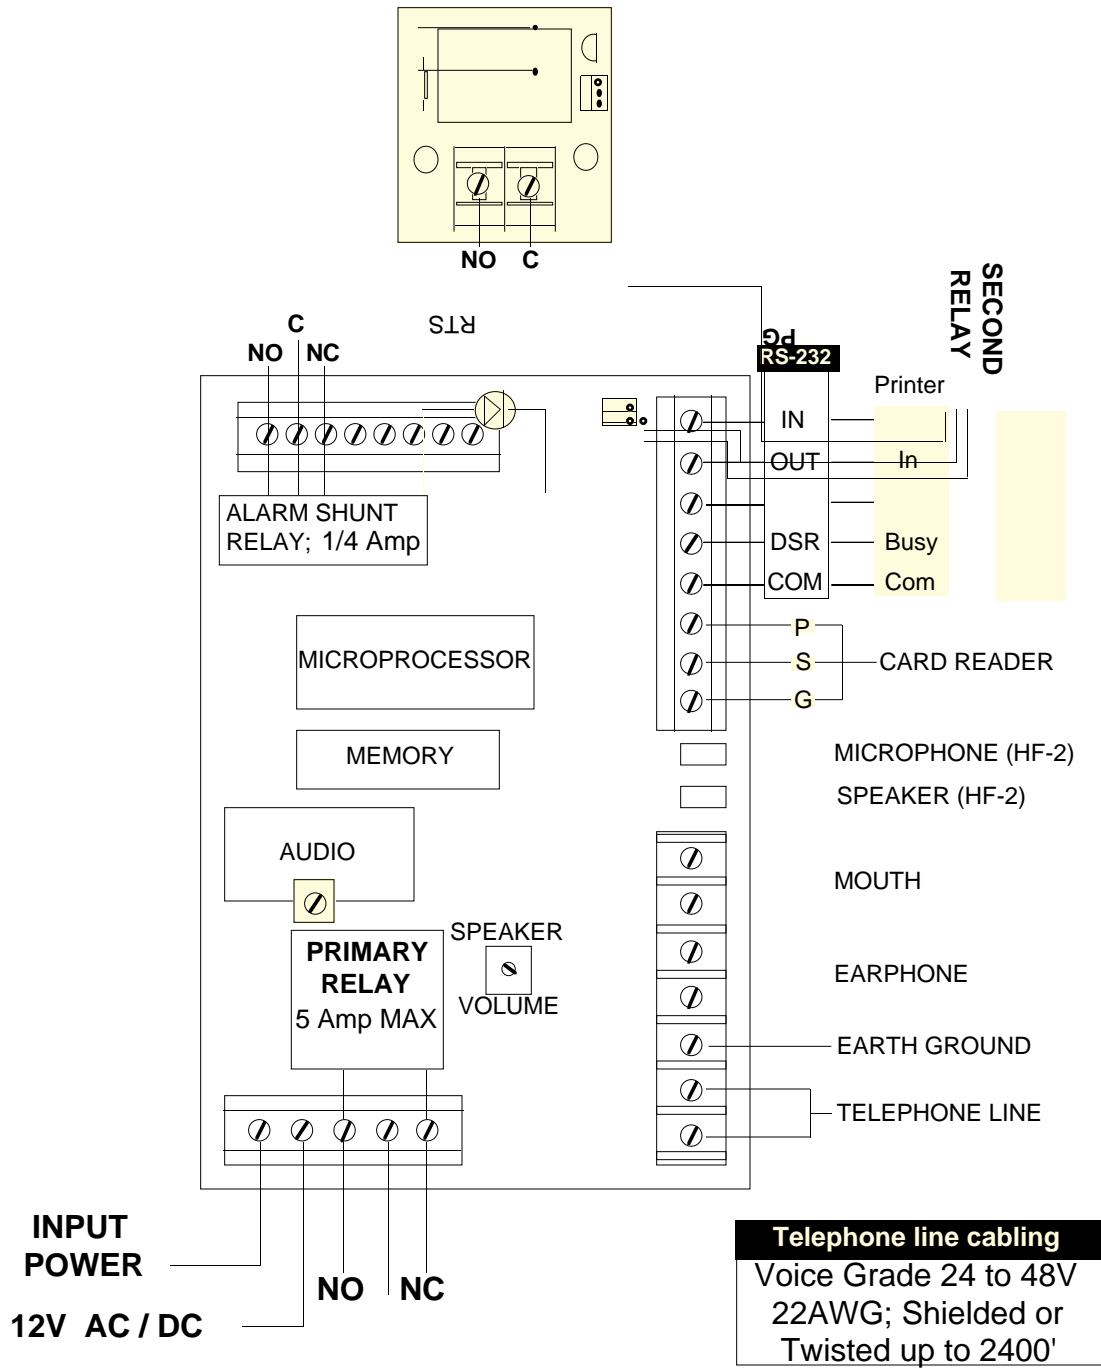 NO C
SECOND
RELAY
RTS
C
NO NC
PG
RS-232
Printer
IN
OUT
In
DSR
Busy
COM
Com
ALARM SHUNT
RELAY; 1/4 Amp
P
S
G
CARD READER
MICROPROCESSOR
MEMORY
MICROPHONE (HF-2)
SPEAKER (HF-2)
AUDIO
MOUTH
SPEAKER
VOLUME
PRIMARY
RELAY
5 Amp MAX
EARPHONE
EARTH GROUND
TELEPHONE LINE
INPUT
POWER
12V AC / DC
NO NC
Telephone line cabling
Voice Grade 24 to 48V
22AWG; Shielded or
Twisted up to 2400'